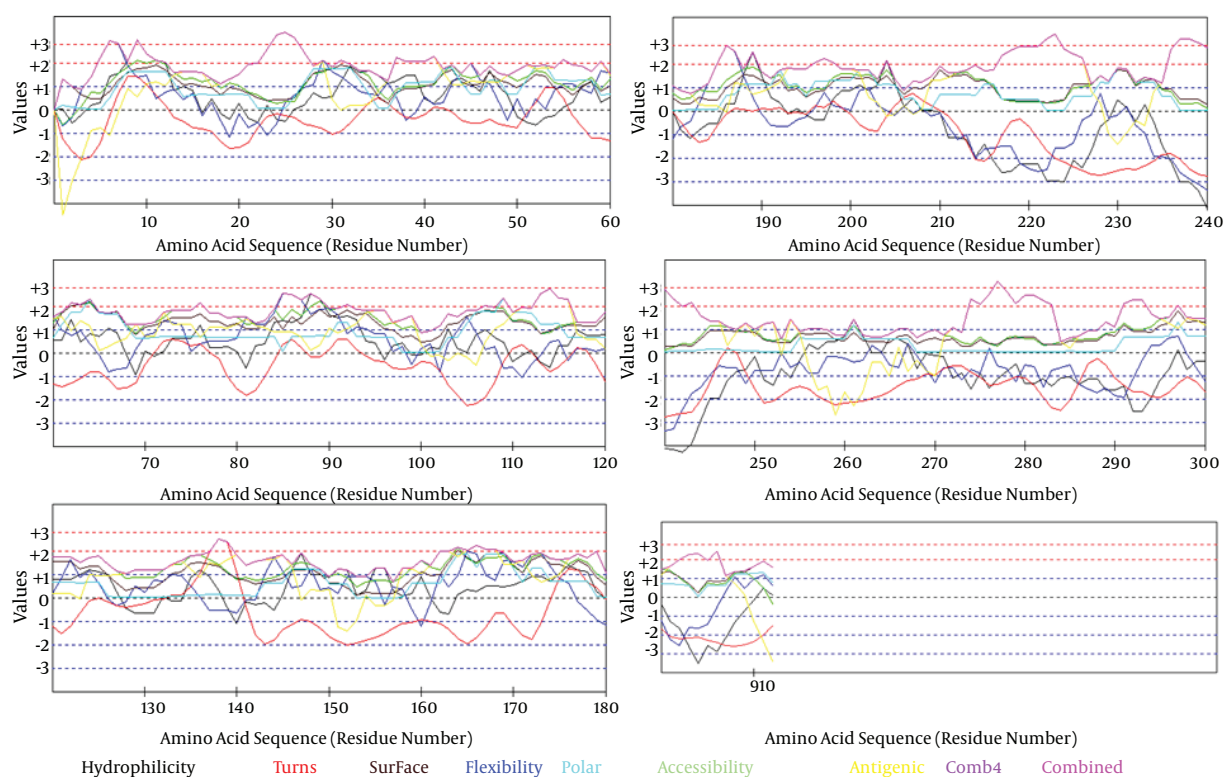 Values
+3
+2
+1
0
-1
-2
-3
10 20 30 40 50 60
Amino Acid Sequence (Residue Number)
Values
+3
+2
+1
0
-1
-2
-3
190 200 210 220 230 240
Amino Acid Sequence (Residue Number)
Values
+3
+2
+1
0
-1
-2
-3
70 80 90 100 110 120
Amino Acid Sequence (Residue Number)
Values
+3
+2
+1
0
-1
-2
-3
250 260 270 280 290 300
Amino Acid Sequence (Residue Number)
Values
+3
+2
+1
0
-1
-2
-3
130 140 150 160 170 180
Amino Acid Sequence (Residue Number)
Values
+3
+2
+1
0
-1
-2
-3
910
Amino Acid Sequence (Residue Number)
Hydrophilicity Turns SurFace Flexibility Polar Accessibility Antigenic Comb4 Combined